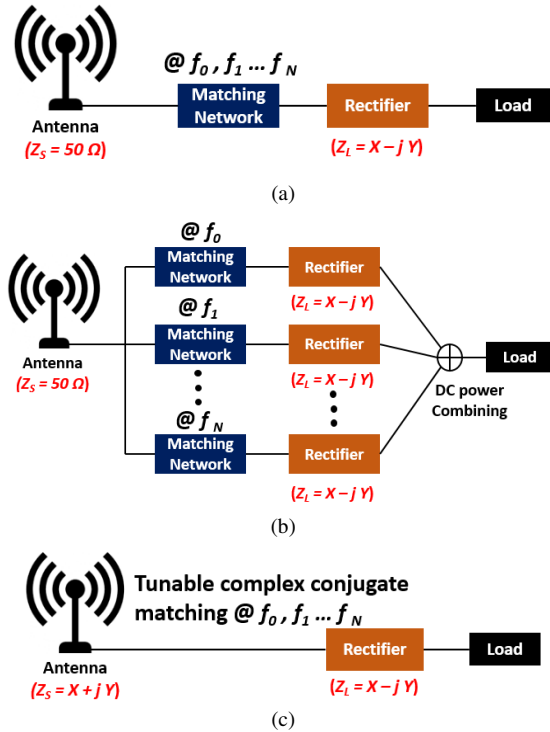 @ f₀ , f₁ ... f N
Matching Network
Rectifier
Load
Antenna
(Z_S = 50 Ω)
(Z_L = X – j Y)
(a)
@ f₀
Matching Network
Rectifier
(Z_L = X – j Y)
@ f₁
Matching Network
Rectifier
(Z_L = X – j Y)
Load
Antenna
(Z_S = 50 Ω)
DC power
Combining
@ f_N
Matching Network
Rectifier
(Z_L = X – j Y)
(b)
Tunable complex conjugate
matching @ f₀ , f₁ ... f N
Rectifier
Load
Antenna
(Z_S = X + j Y)
(Z_L = X – j Y)
(c)